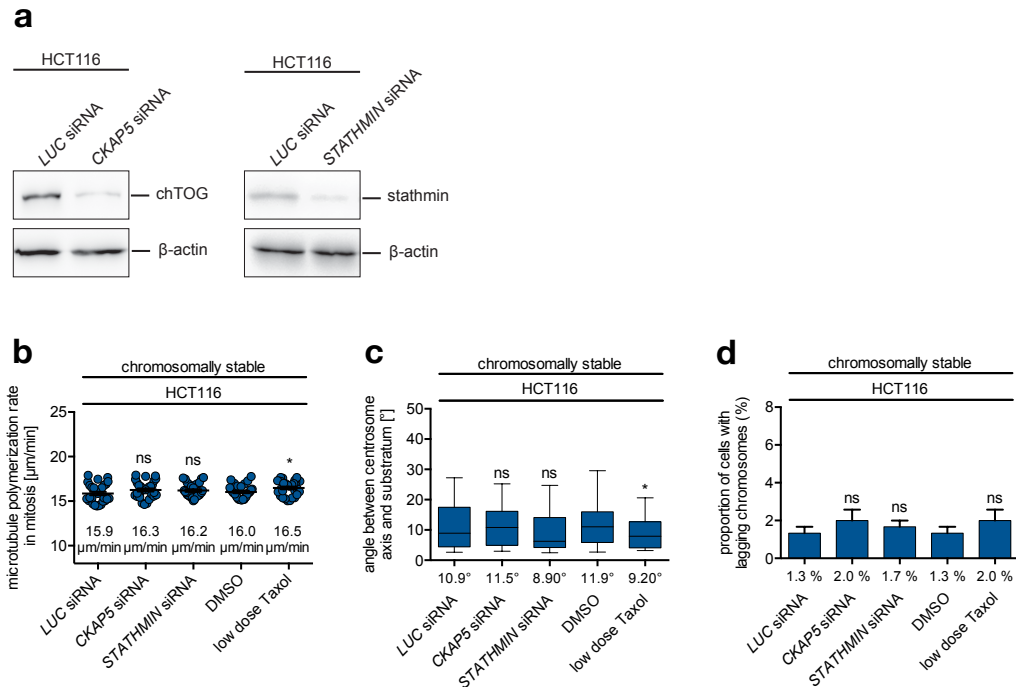 a
HCT116
LUC siRNA
CKAP5 siRNA
chTOG
β-actin
HCT116
LUC siRNA
STATHMIN siRNA
stathmin
β-actin
b
chromosomally stable
HCT116
microtubule polymerization rate
in mitosis [µm/min]
25
20
15
10
ns
ns
*
15.9
µm/min
16.3
µm/min
16.2
µm/min
16.0
µm/min
16.5
µm/min
LUC siRNA
CKAP5 siRNA
STATHMIN siRNA
DMSO
low dose Taxol
c
chromosomally stable
HCT116
angle between centrosome
axis and substratum [°]
50
40
30
20
10
0
ns
ns
*
10.9° 11.5° 8.90° 11.9° 9.20°
LUC siRNA
CKAP5 siRNA
STATHMIN siRNA
DMSO
low dose Taxol
d
chromosomally stable
HCT116
proportion of cells with
lagging chromosomes (%)
8
6
4
2
0
ns
ns
ns
1.3 % 2.0 % 1.7 % 1.3 % 2.0 %
LUC siRNA
CKAP5 siRNA
STATHMIN siRNA
DMSO
low dose Taxol